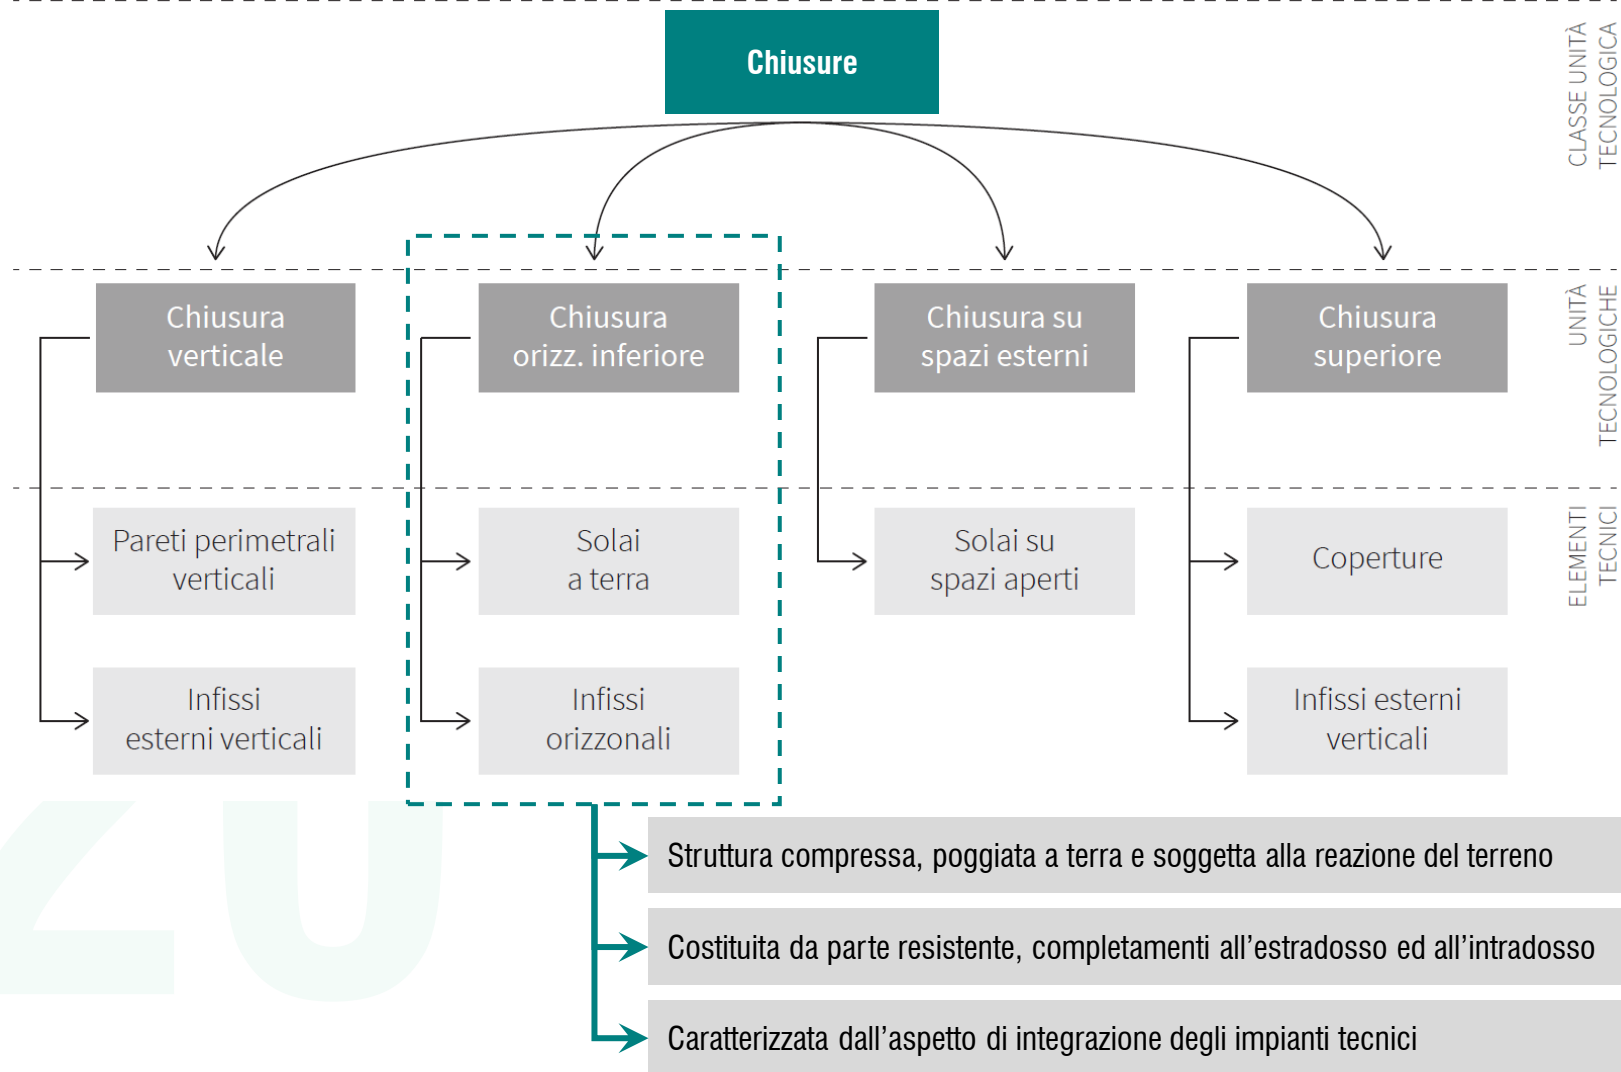 Chiusure
CLASSE UNITÀ
TECNOLOGICA
Chiusura
verticale
Chiusura
orizz. inferiore
Chiusura su
spazi esterni
Chiusura
superiore
UNITÀ
TECNOLOGICHE
Pareti perimetrali
verticali
Solai
a terra
Solai su
spazi aperti
Coperture
ELEMENTI
TECNICI
Infissi
esterni verticali
Infissi
orizzonali
Infissi esterni
verticali
20
Struttura compressa, poggiata a terra e soggetta alla reazione del terreno
Costituita da parte resistente, completamenti all’estradosso ed all’intradosso
Caratterizzata dall’aspetto di integrazione degli impianti tecnici